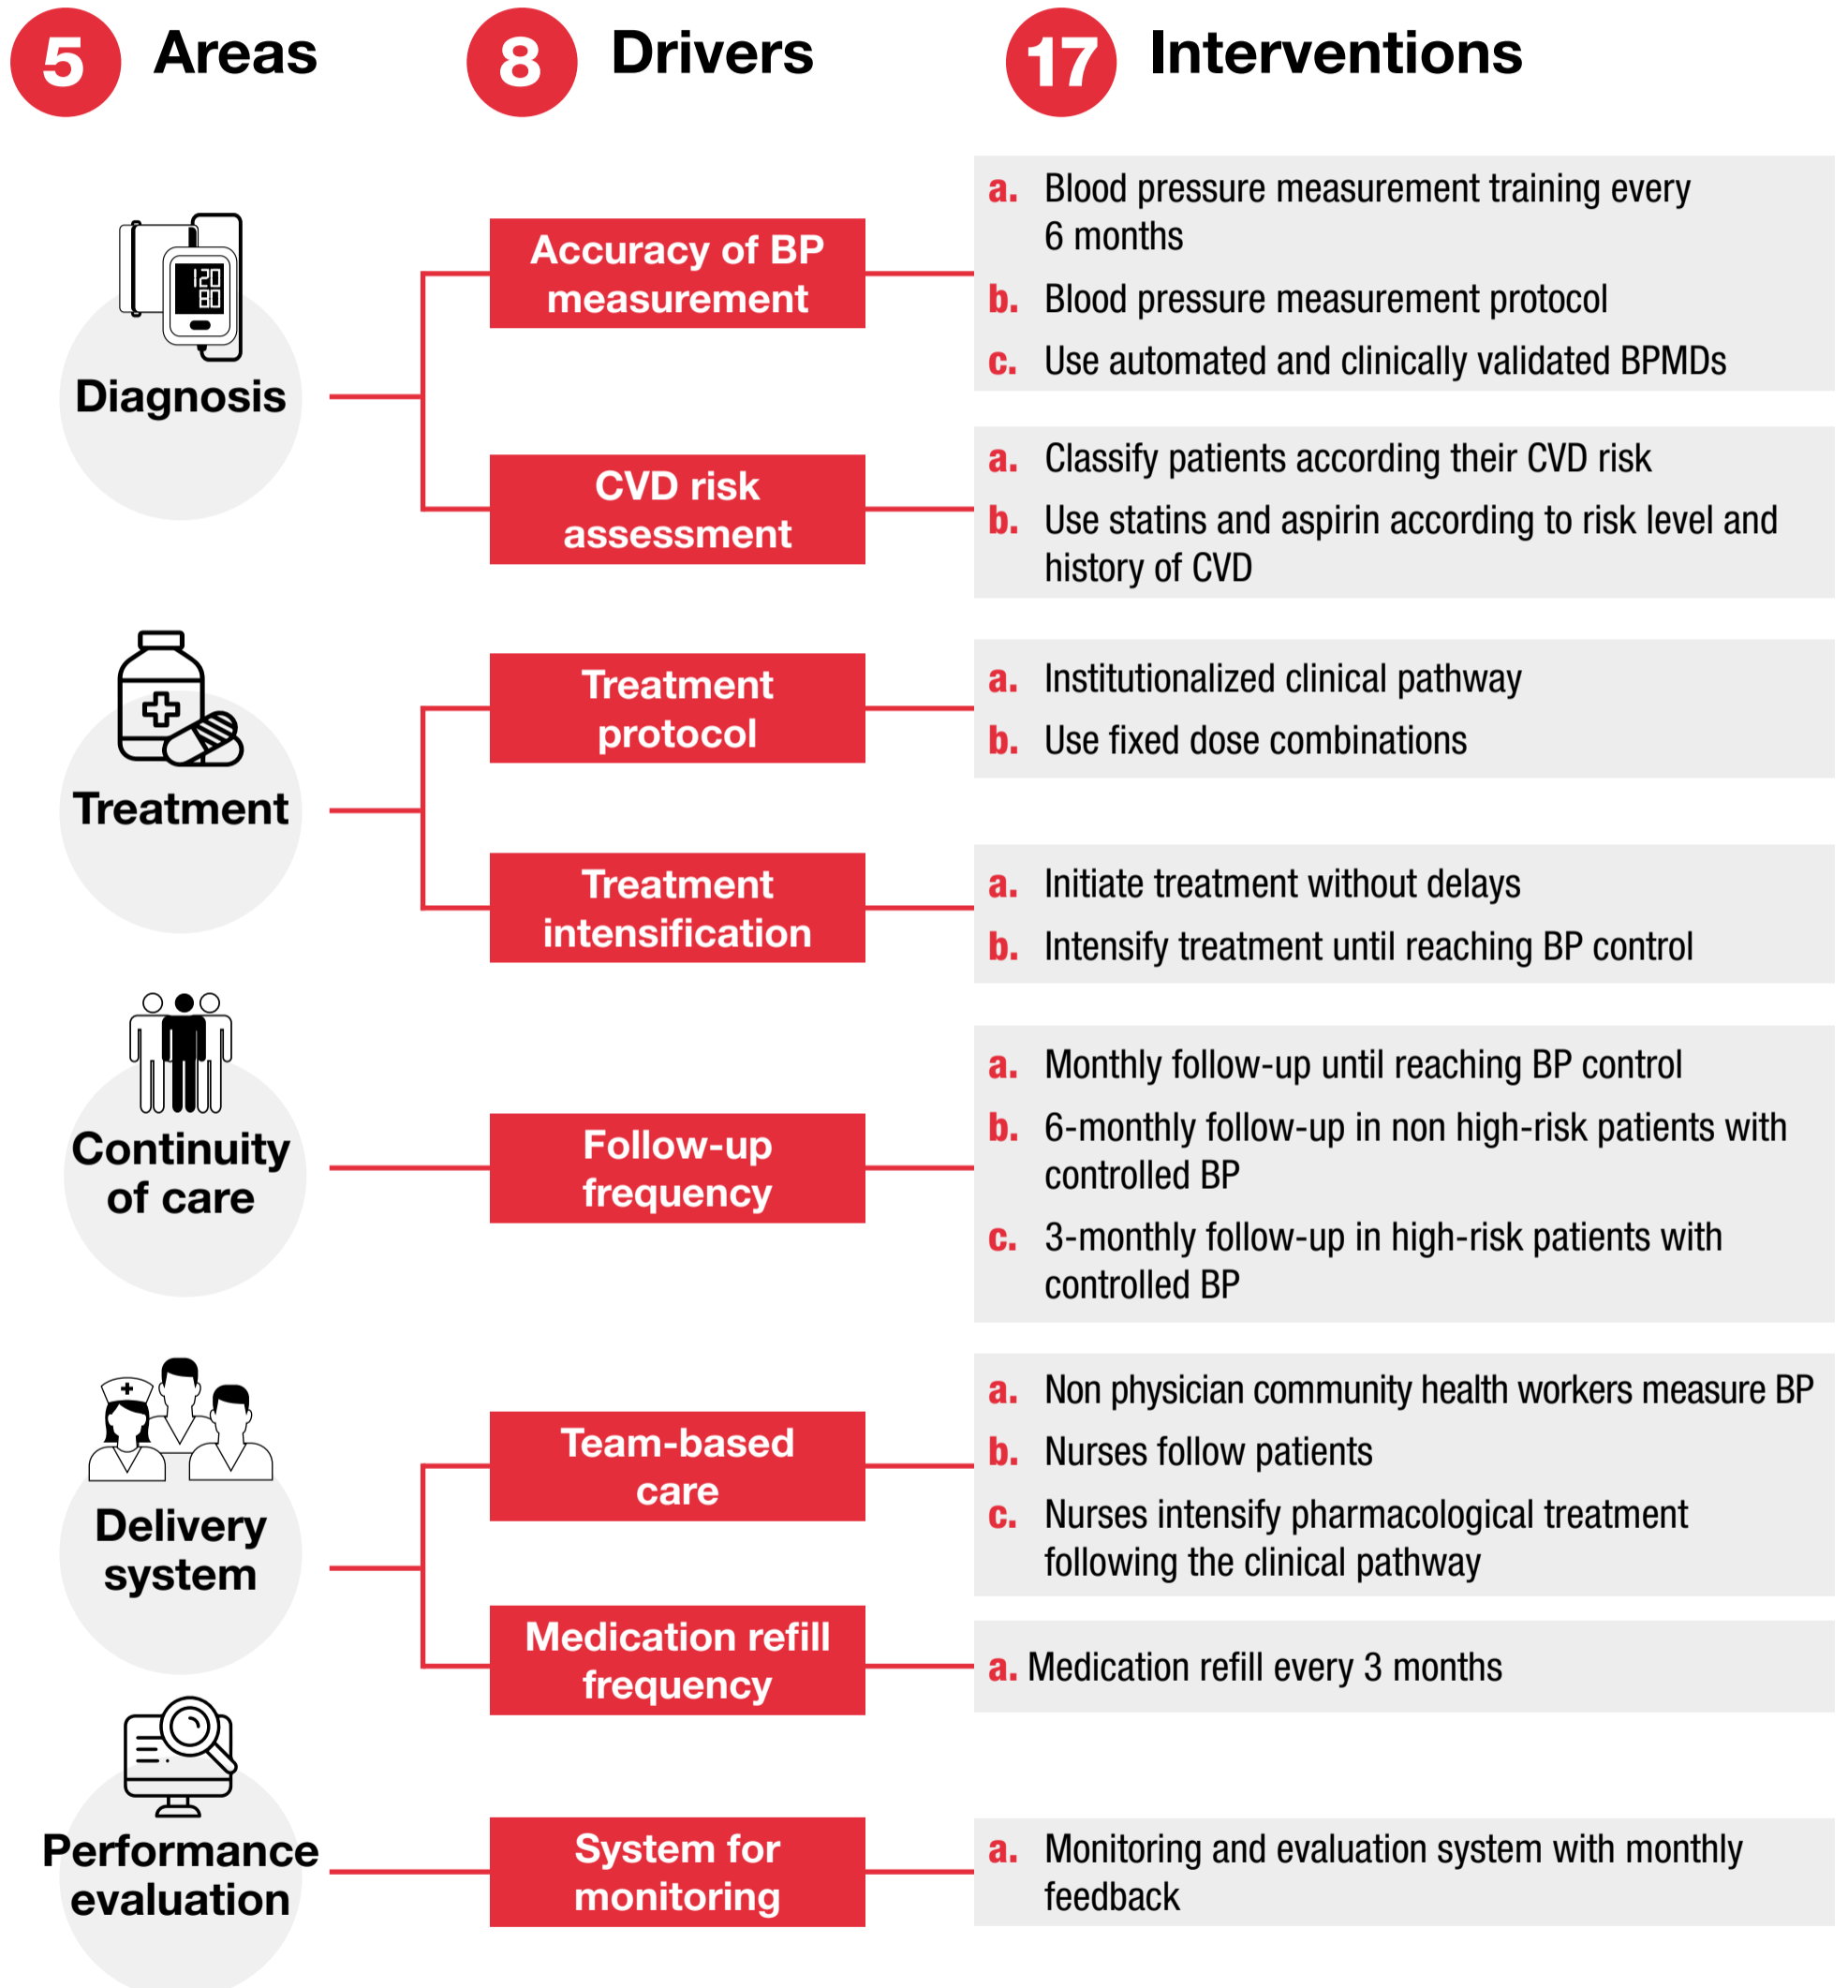 5 Areas
8 Drivers
17 Interventions
120
80
Diagnosis
Accuracy of BP
measurement
a. Blood pressure measurement training every
6 months
b. Blood pressure measurement protocol
c. Use automated and clinically validated BPMDs
CVD risk
assessment
a. Classify patients according their CVD risk
b. Use statins and aspirin according to risk level and
history of CVD
Treatment
Treatment
protocol
a. Institutionalized clinical pathway
b. Use fixed dose combinations
Treatment
intensification
a. Initiate treatment without delays
b. Intensify treatment until reaching BP control
Continuity
of care
Follow-up
frequency
a. Monthly follow-up until reaching BP control
b. 6-monthly follow-up in non high-risk patients with
controlled BP
c. 3-monthly follow-up in high-risk patients with
controlled BP
Delivery
system
Team-based
care
a. Non physician community health workers measure BP
b. Nurses follow patients
c. Nurses intensify pharmacological treatment
following the clinical pathway
Medication refill
frequency
a. Medication refill every 3 months
Performance
evaluation
System for
monitoring
a. Monitoring and evaluation system with monthly
feedback